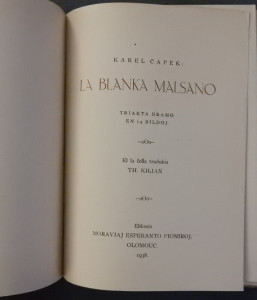 KAREL ČAPEK:
LA BLANKA MALSANO
TRIAKTA DRAMO
EN 14 BILDOJ
El la ĉeĥa tradukis
TH. KILIAN
Eldonis
MORAVIAJ ESPERANTO-PIONIROJ,
OLOMOUC.
1938.